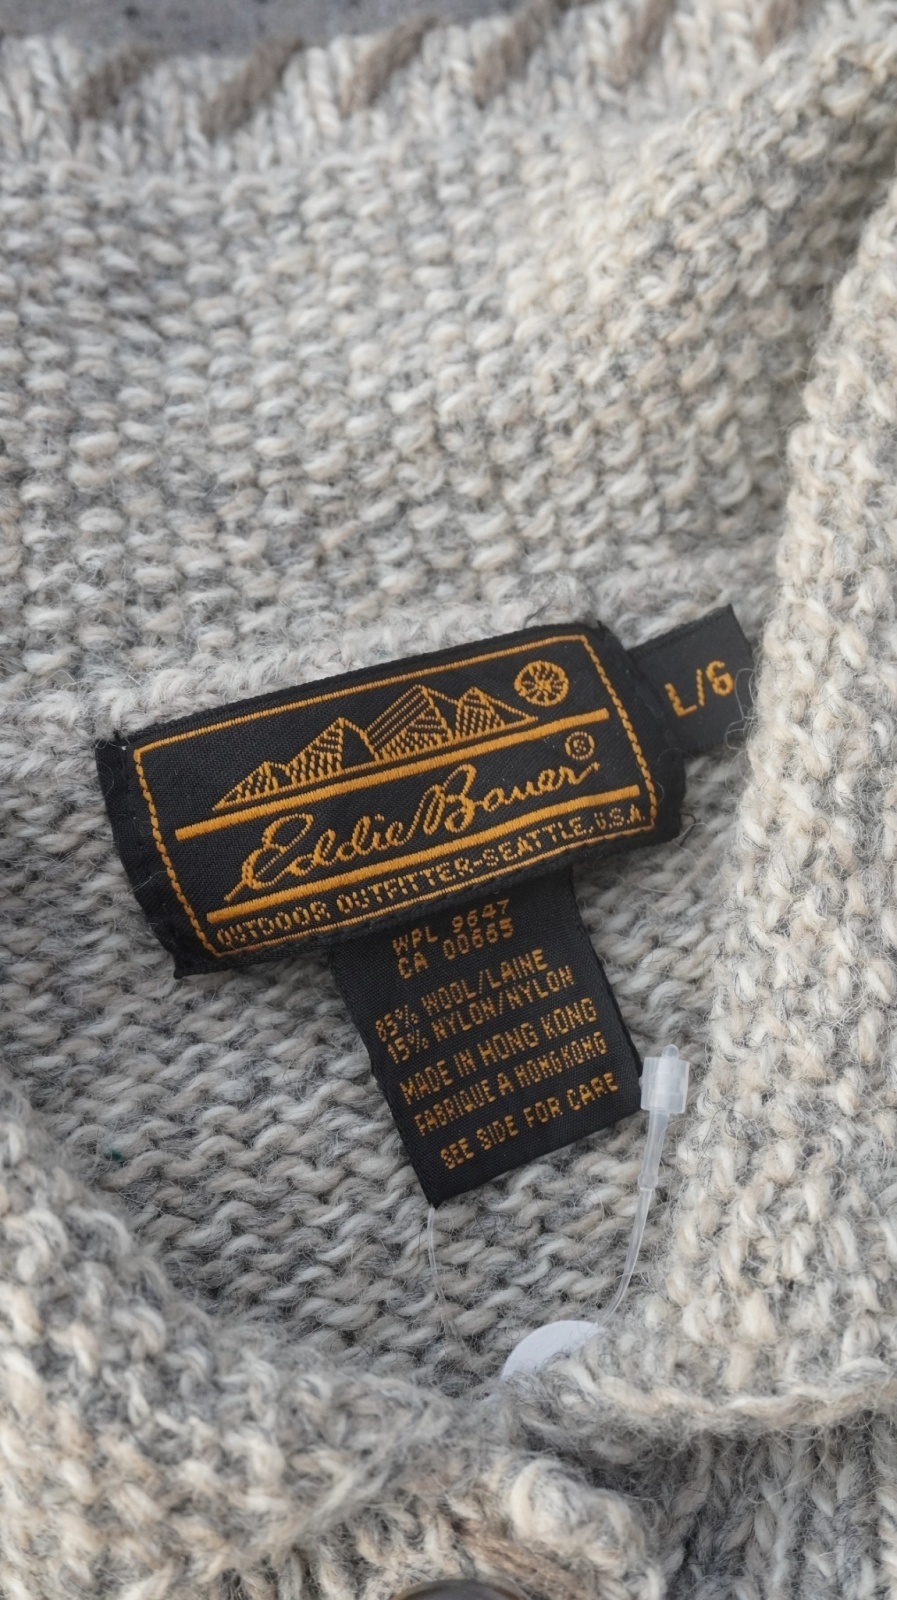 Eddie Bauer®
OUTDOOR OUTFITTER-SEATTLE, U.S.A.
L/G
WPL 9647
CA 00665
85% WOOL/LAINE
15% NYLON/NYLON
MADE IN HONG KONG
FABRIQUE A HONGKONG
SEE SIDE FOR CARE